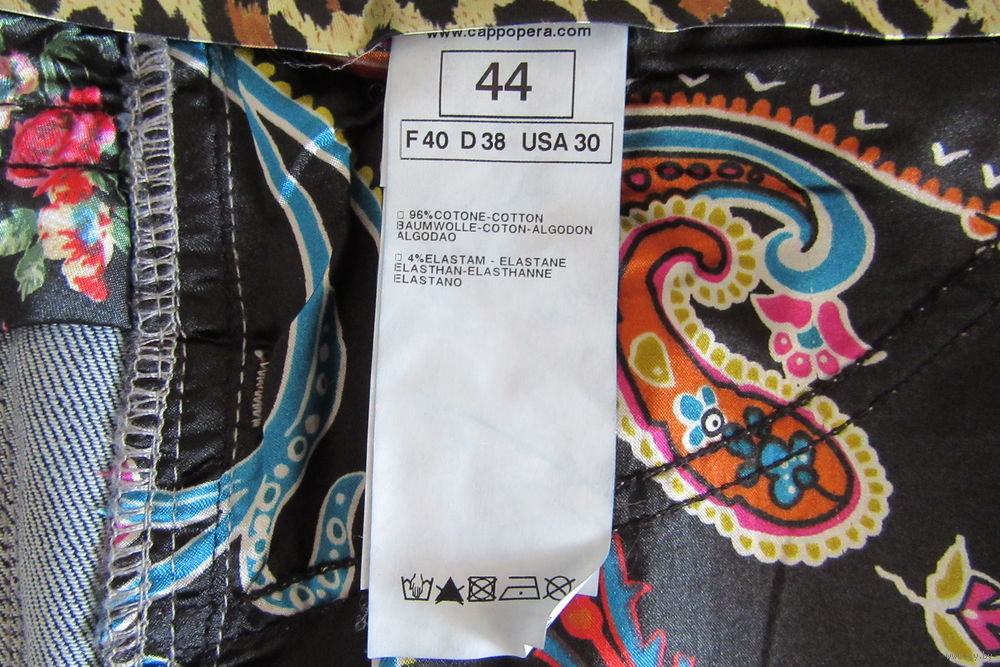 www.cappopera.com
44
F 40 D 38 USA 30
96%COTONE-COTTON
BAUMWOLLE-COTON-ALGODON
ALGODAO
4%ELASTAM - ELASTANE
ELASTHAN-ELASTHANNE
ELASTANO